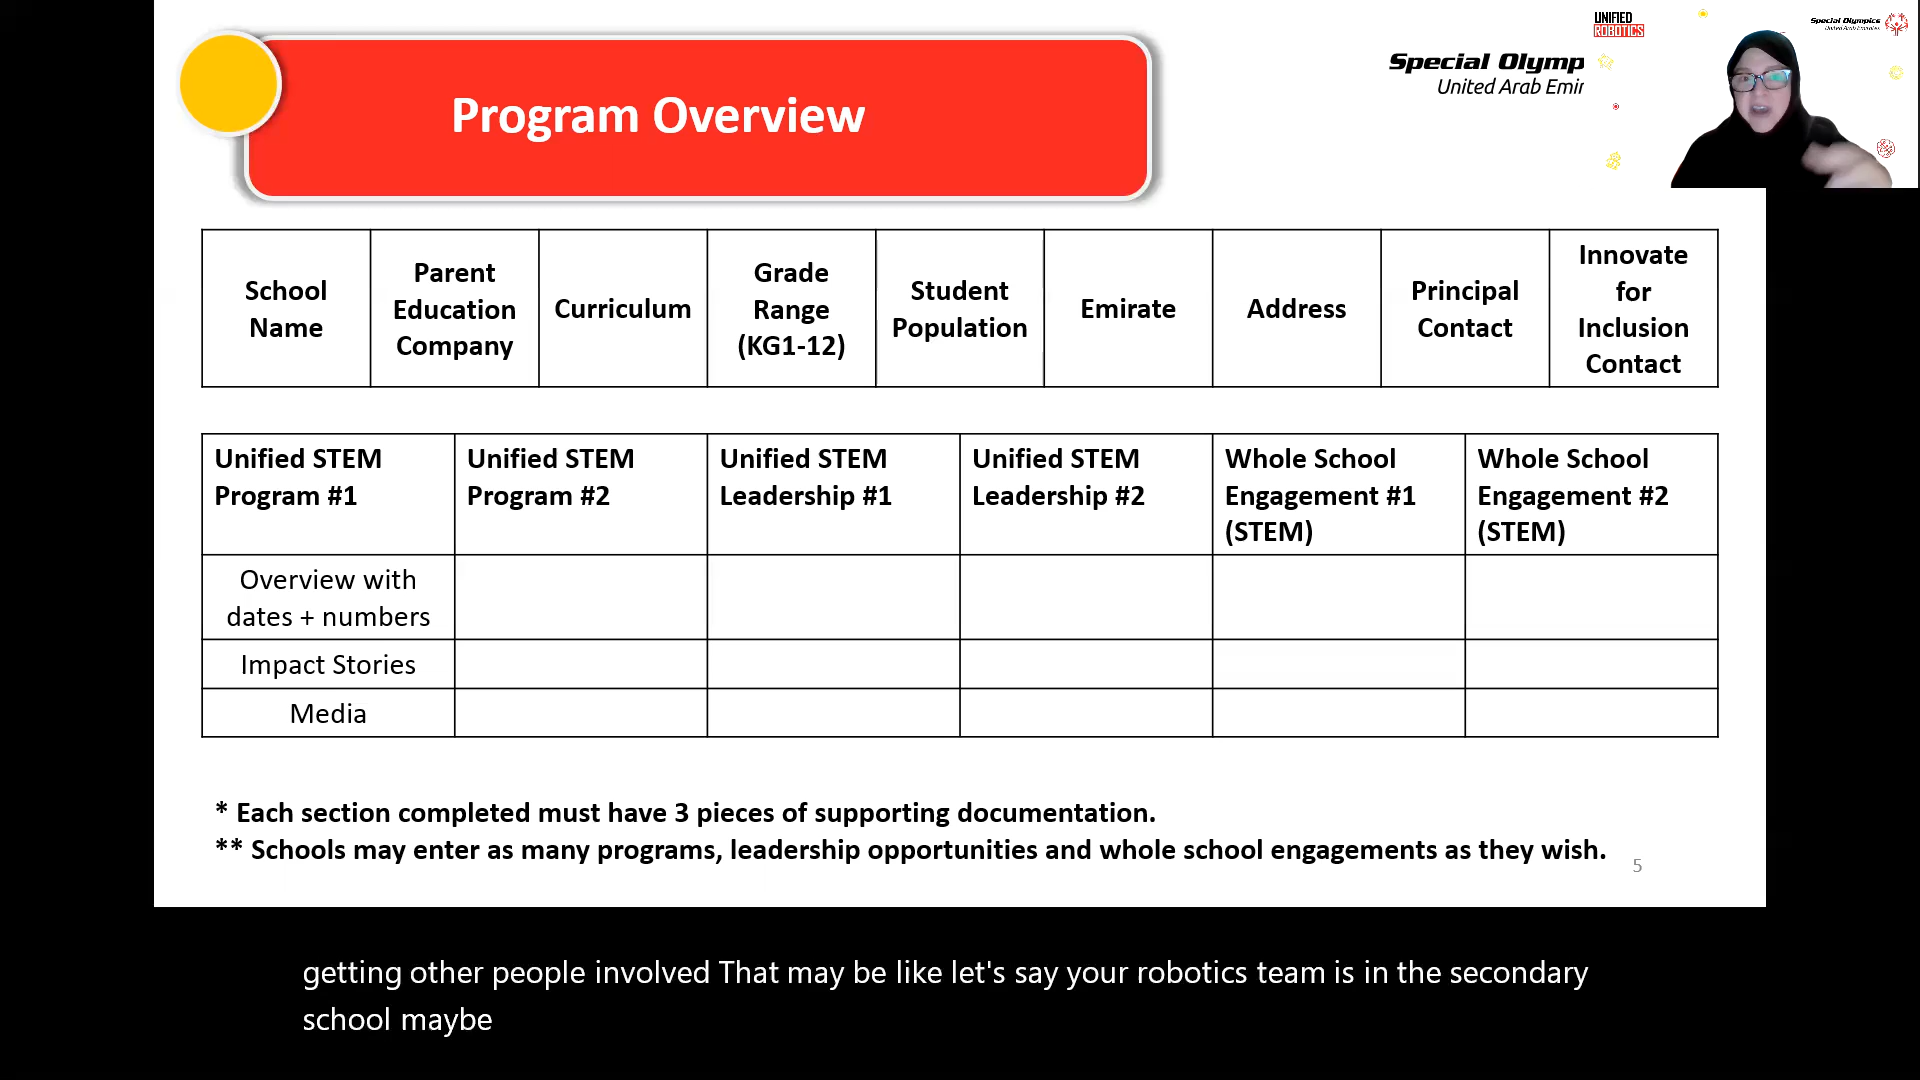 Program Overview
Special Olymp
United Arab Emir
UNIFIED
ROBOTICS
Special Olympics
United Arab Emirates
School
Name
Parent
Education
Company
Curriculum
Grade
Range
(KG1-12)
Student
Population
Emirate
Address
Principal
Contact
Innovate
for
Inclusion
Contact
Unified STEM
Program #1
Unified STEM
Program #2
Unified STEM
Leadership #1
Unified STEM
Leadership #2
Whole School
Engagement #1
(STEM)
Whole School
Engagement #2
(STEM)
Overview with
dates + numbers
Impact Stories
Media
* Each section completed must have 3 pieces of supporting documentation.
** Schools may enter as many programs, leadership opportunities and whole school engagements as they wish.
5
getting other people involved That may be like let's say your robotics team is in the secondary
school maybe